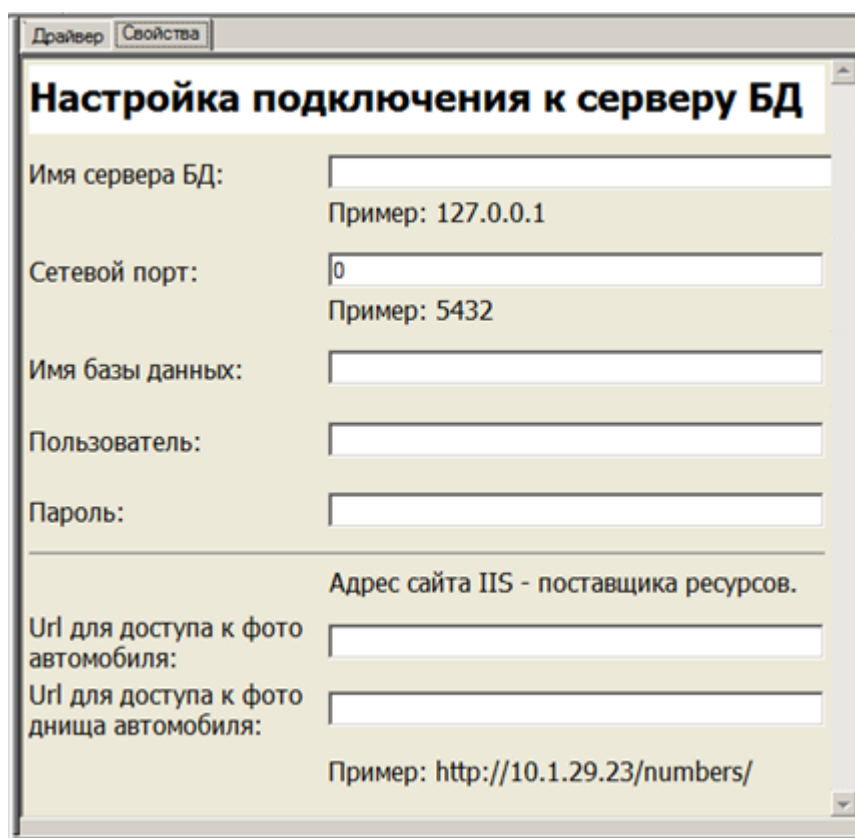 Драйвер Свойства
Настройка подключения к серверу БД
Имя сервера БД:
Пример: 127.0.0.1
Сетевой порт: 0
Пример: 5432
Имя базы данных:
Пользователь:
Пароль:
Адрес сайта IIS - поставщика ресурсов.
Url для доступа к фото
автомобиля:
Url для доступа к фото
днища автомобиля:
Пример: http://10.1.29.23/numbers/